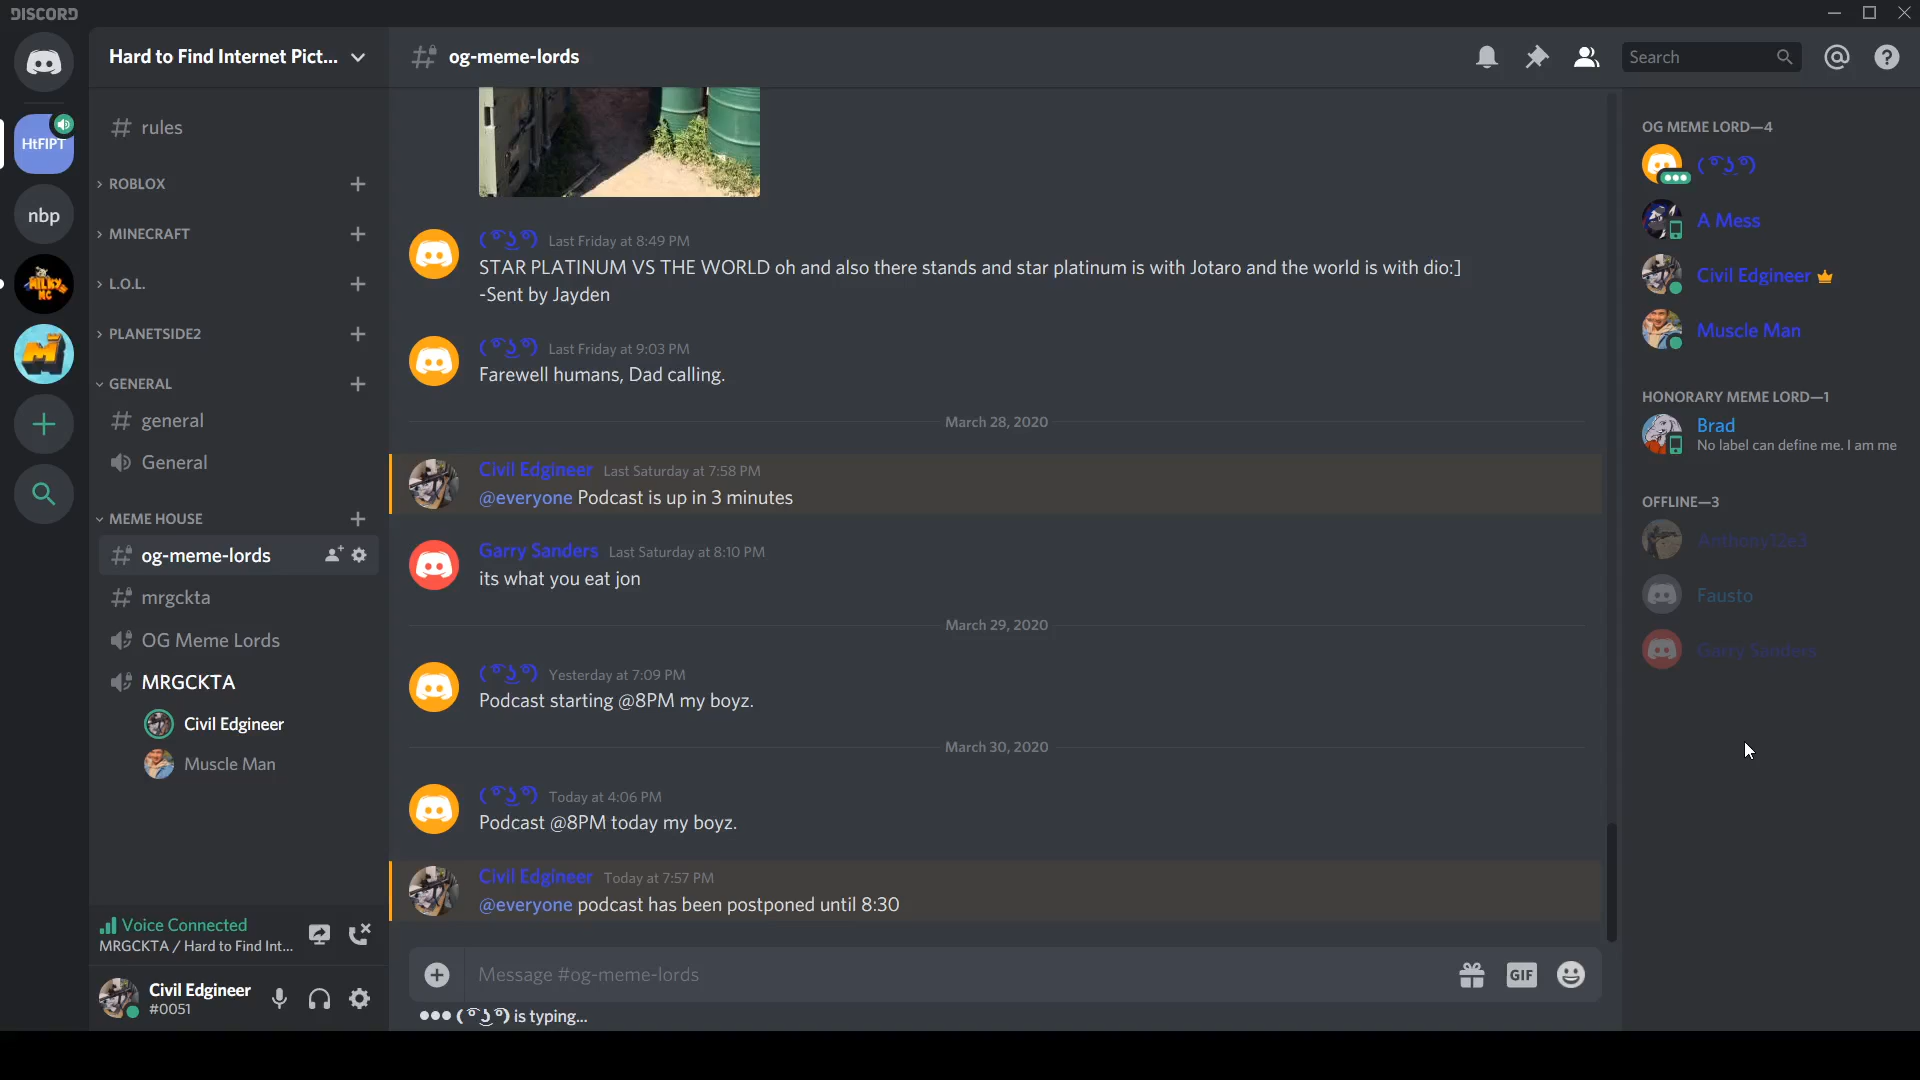 DISCORD
Hard to Find Internet Pict...
og-meme-lords
Search
HtFIPT
nbp
MILKY
MC
rules
ROBLOX
MINECRAFT
L.O.L.
PLANETSIDE2
GENERAL
general
General
MEME HOUSE
og-meme-lords
mrgckta
OG Meme Lords
MRGCKTA
Civil Edgineer
Muscle Man
Voice Connected
MRGCKTA / Hard to Find Int...
Civil Edgineer
#0051
( ͡° ͜ʖ ͡°) Last Friday at 8:49 PM
STAR PLATINUM VS THE WORLD oh and also there stands and star platinum is with Jotaro and the world is with dio:]
-Sent by Jayden
( ͡° ͜ʖ ͡°) Last Friday at 9:03 PM
Farewell humans, Dad calling.
March 28, 2020
Civil Edgineer Last Saturday at 7:58 PM
@everyone Podcast is up in 3 minutes
Garry Sanders Last Saturday at 8:10 PM
its what you eat jon
March 29, 2020
( ͡° ͜ʖ ͡°) Yesterday at 7:09 PM
Podcast starting @8PM my boyz.
March 30, 2020
( ͡° ͜ʖ ͡°) Today at 4:06 PM
Podcast @8PM today my boyz.
Civil Edgineer Today at 7:57 PM
@everyone podcast has been postponed until 8:30
Message #og-meme-lords
GIF
( ͡° ͜ʖ ͡°) is typing...
OG MEME LORD—4
( ͡° ͜ʖ ͡°)
A Mess
Civil Edgineer
Muscle Man
HONORARY MEME LORD—1
Brad
No label can define me. I am me
OFFLINE—3
Anthony12e3
Fausto
Garry Sanders